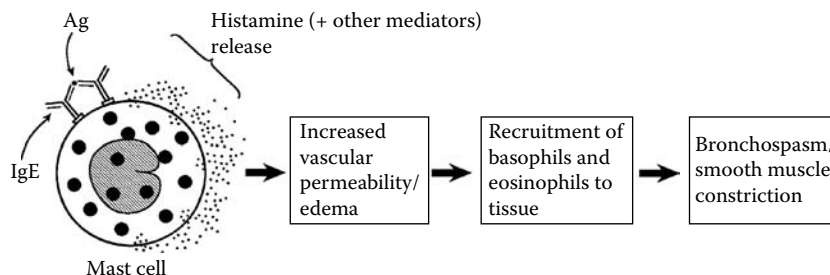 Ag
Histamine (+ other mediators)
release
IgE
Mast cell
Increased
vascular
permeability/
edema
Recruitment of
basophils and
eosinophils to
tissue
Bronchospasm/
smooth muscle
constriction